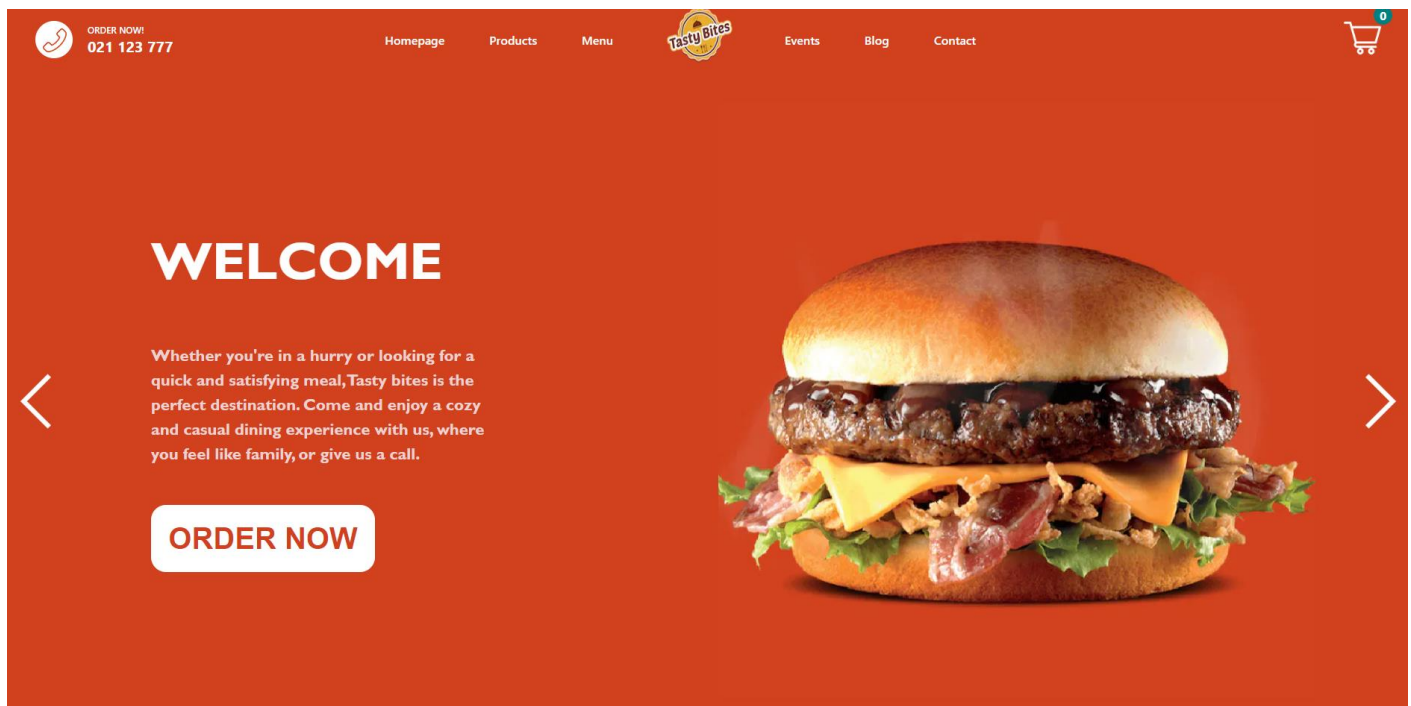 ORDER NOW!
021 123 777
Homepage
Products
Menu
Tasty Bites
Events
Blog
Contact
0
WELCOME
Whether you're in a hurry or looking for a
quick and satisfying meal,Tasty bites is the
perfect destination. Come and enjoy a cozy
and casual dining experience with us, where
you feel like family, or give us a call.
ORDER NOW